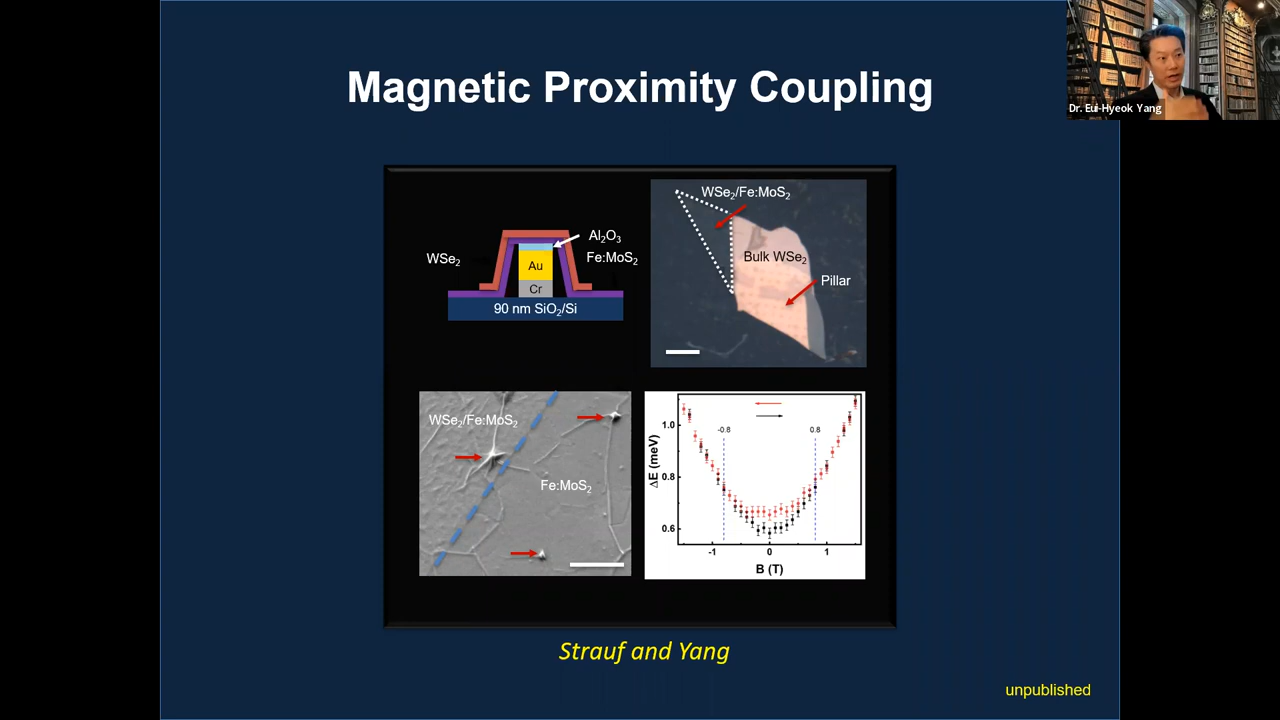 Magnetic Proximity Coupling
Dr. Eui-Hyeok Yang
WSe₂
Al₂O₃
Fe:MoS₂
Au
Cr
90 nm SiO₂/Si
WSe₂/Fe:MoS₂
Bulk WSe₂
Pillar
WSe₂/Fe:MoS₂
Fe:MoS₂
ΔE (meV)
1.0
0.8
0.6
-0.8
0.8
-1
0
1
B (T)
Strauf and Yang
unpublished